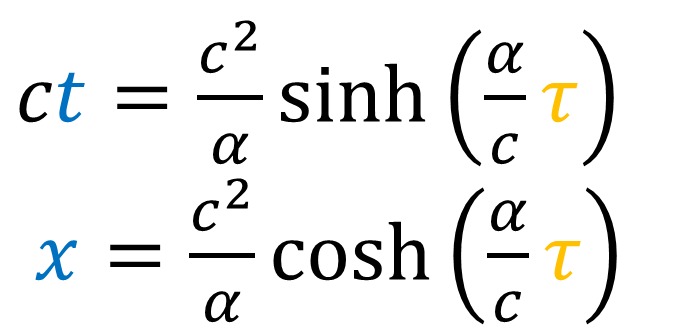 ct = c²/α sinh (α/c τ)
x = c²/α cosh (α/c τ)